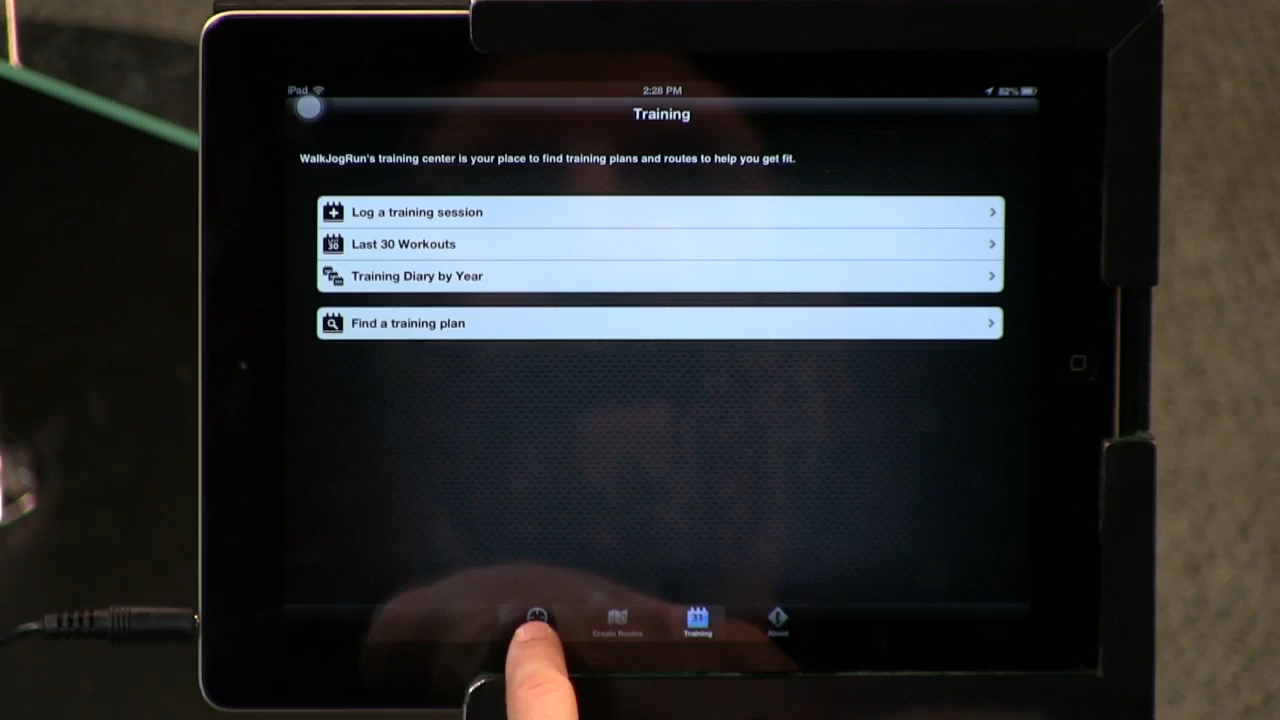 iPad 2:28 PM 82%
Training
WalkJogRun's training center is your place to find training plans and routes to help you get fit.
Log a training session
30 Last 30 Workouts
Training Diary by Year
Find a training plan
31
Create Routes Training About